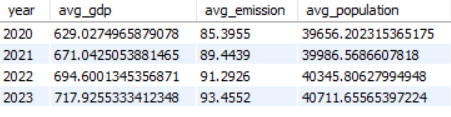 year avg_gdp avg_emission avg_population
2020 629.0274965879078 85.3955 39656.202315365175
2021 671.0425053881465 89.4439 39986.5686607818
2022 694.6001345356871 91.2926 40345.80627994948
2023 717.9255333412348 93.4552 40711.65565397224